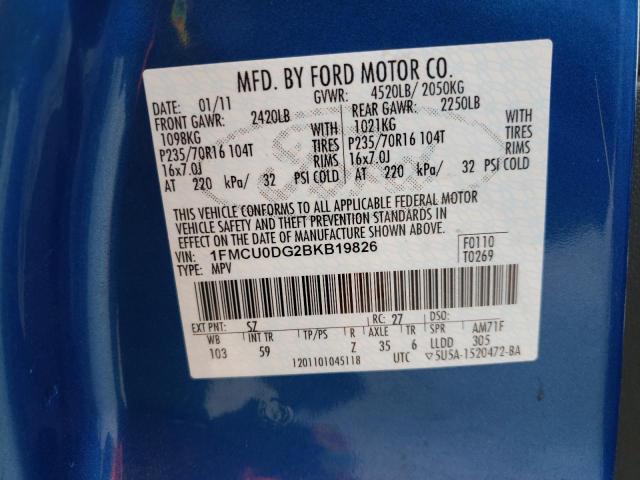 MFD. BY FORD MOTOR CO.
DATE: 01/11 GVWR: 4520LB/ 2050KG
FRONT GAWR: 2420LB REAR GAWR: 2250LB
1098KG WITH 1021KG WITH
P235/70R16 104T TIRES P235/70R16 104T TIRES
16x7.0J RIMS 16x7.0J RIMS
AT 220 kPa/ 32 PSI COLD AT 220 kPa/ 32 PSI COLD
THIS VEHICLE CONFORMS TO ALL APPLICABLE FEDERAL MOTOR
VEHICLE SAFETY AND THEFT PREVENTION STANDARDS IN
EFFECT ON THE DATE OF MANUFACTURE SHOWN ABOVE.
VIN: 1FMCU0DG2BKB19826 F0110
TYPE: MPV T0269
EXT PNT: SZ RC: 27 DSO:
WB INT TR TP/PS R AXLE TR SPR AM71F
103 59 Z 35 6 LLDD 305
1201101045118 UTC ▽5U5A-1520472-BA
Ford